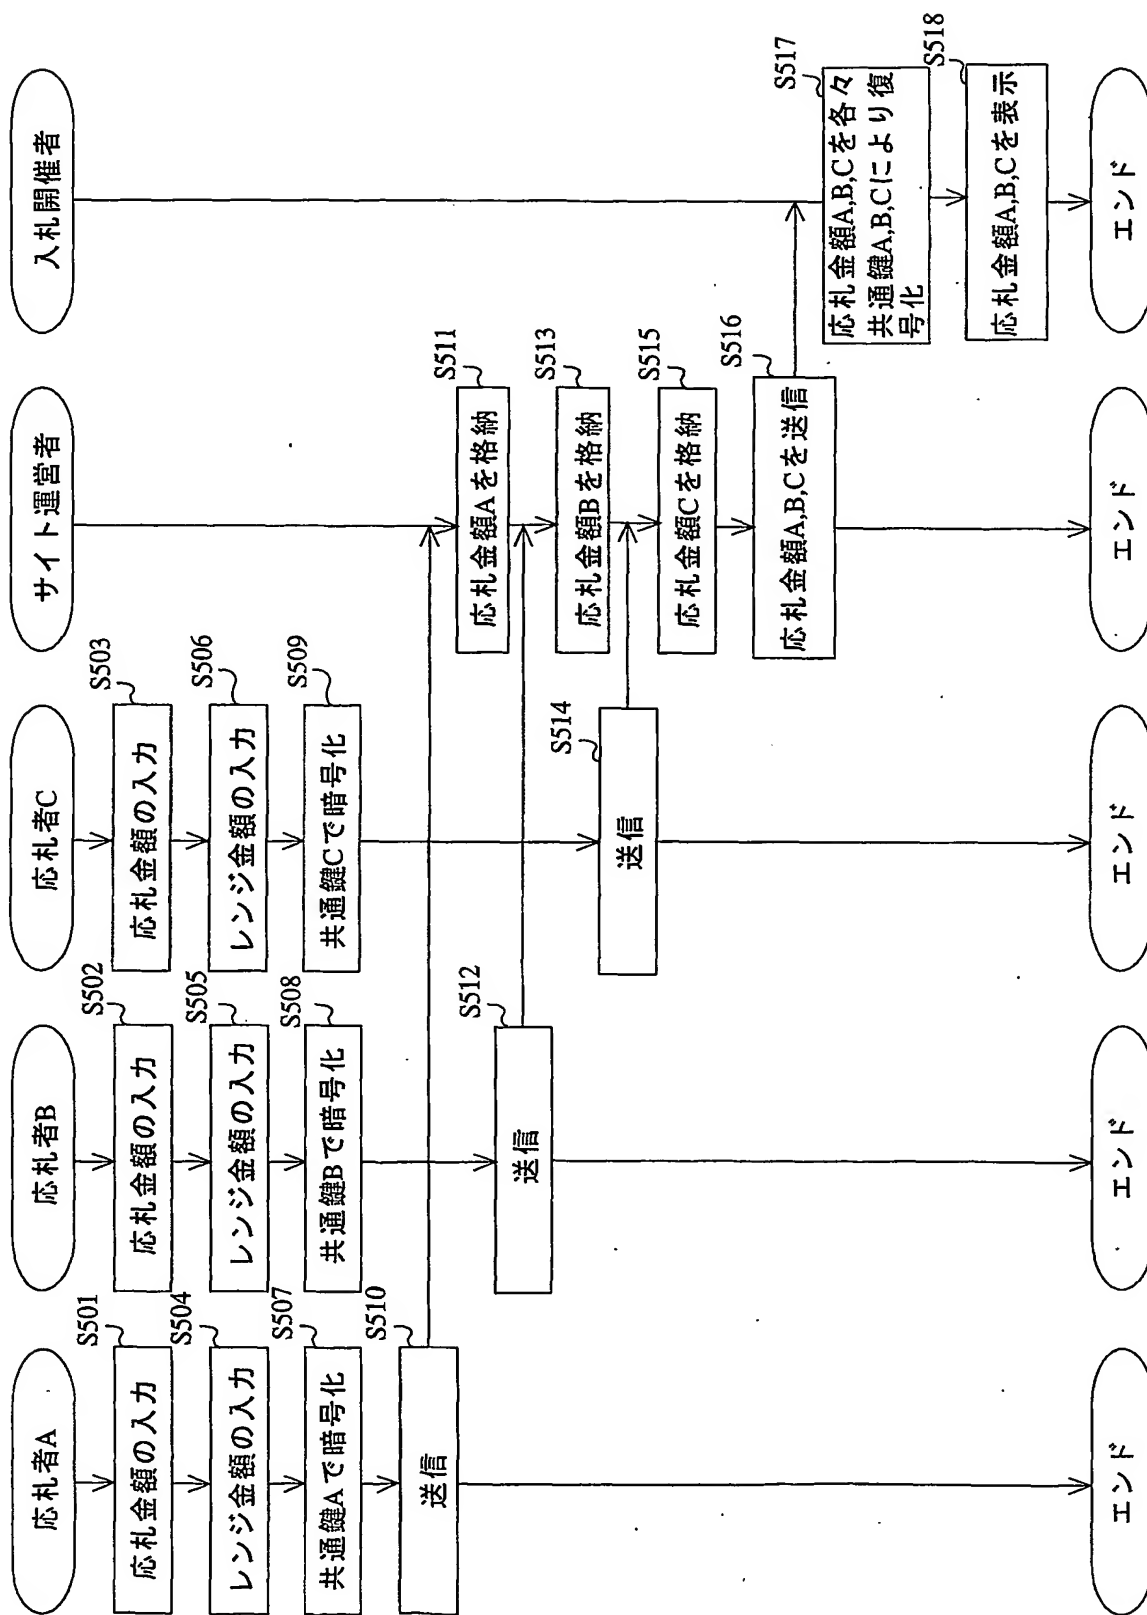 応札者A
S501
応札金額の入力
S504
レンジ金額の入力
S507
共通鍵Aで暗号化
S510
送信
エンド
応札者B
S502
応札金額の入力
S505
レンジ金額の入力
S508
共通鍵Bで暗号化
S512
送信
エンド
応札者C
S503
応札金額の入力
S506
レンジ金額の入力
S509
共通鍵Cで暗号化
S514
送信
エンド
サイト運営者
S511
応札金額Aを格納
S513
応札金額Bを格納
S515
応札金額Cを格納
S516
応札金額A,B,Cを送信
エンド
入札開催者
S517
応札金額A,B,Cを各々
共通鍵A,B,Cにより復
号化
S518
応札金額A,B,Cを表示
エンド